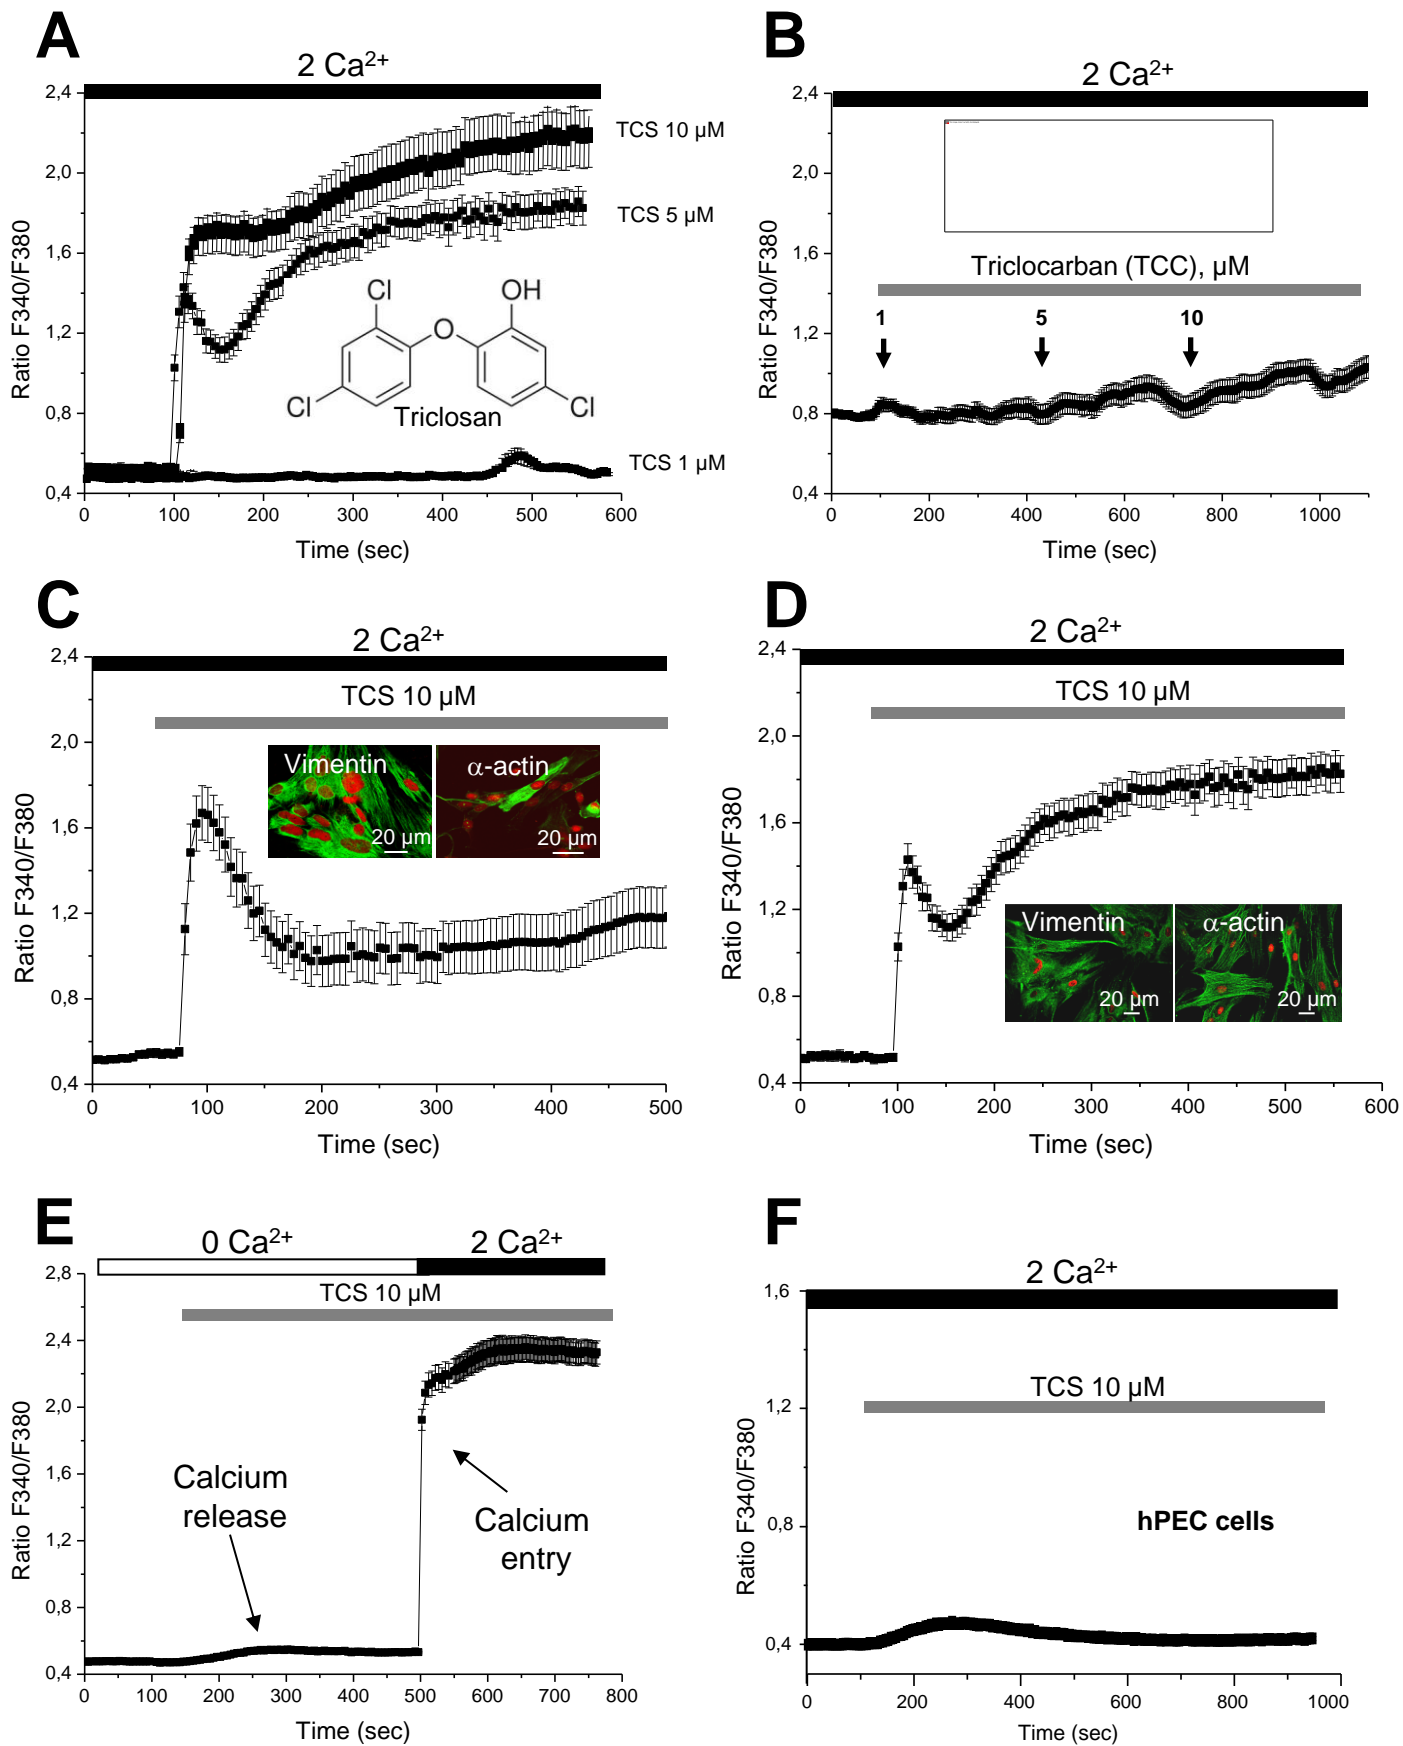 A
2 Ca²⁺
2,4
2,0
1,6
1,2
0,8
0,4
Ratio F340/F380
TCS 10 µM
TCS 5 µM
TCS 1 µM
Cl
OH
O
Cl
Cl
Triclosan
0 100 200 300 400 500 600
Time (sec)
B
2 Ca²⁺
2,4
2,0
1,6
1,2
0,8
0,4
Ratio F340/F380
Triclocarban (TCC), µM
1 5 10
0 200 400 600 800 1000
Time (sec)
C
2 Ca²⁺
2,4
2,0
1,6
1,2
0,8
0,4
Ratio F340/F380
TCS 10 µM
Vimentin
20 µm
α-actin
20 µm
0 100 200 300 400 500
Time (sec)
D
2 Ca²⁺
2,4
2,0
1,6
1,2
0,8
0,4
Ratio F340/F380
TCS 10 µM
Vimentin
20 µm
α-actin
20 µm
0 100 200 300 400 500 600
Time (sec)
E
0 Ca²⁺ 2 Ca²⁺
2,8
2,4
2,0
1,6
1,2
0,8
0,4
Ratio F340/F380
TCS 10 µM
Calcium
release
Calcium
entry
0 100 200 300 400 500 600 700 800
Time (sec)
F
2 Ca²⁺
1,6
1,2
0,8
0,4
Ratio F340/F380
TCS 10 µM
hPEC cells
0 200 400 600 800 1000
Time (sec)